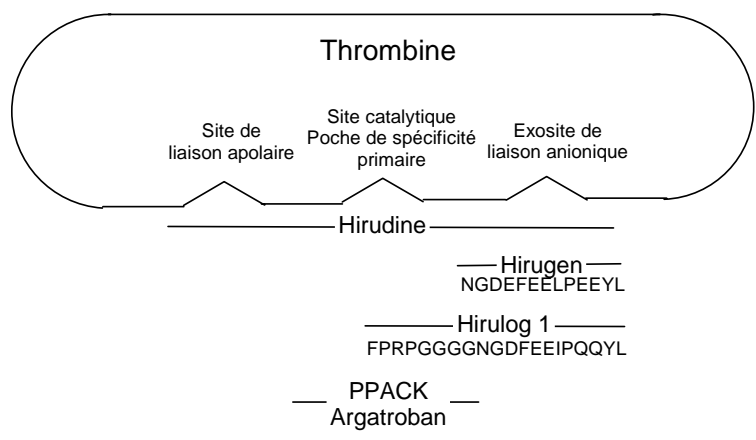 Thrombine
Site de
liaison apolaire
Site catalytique
Poche de spécificité
primaire
Exosite de
liaison anionique
Hirudine
Hirugen
NGDEFEELPEEYL
Hirulog 1
FPRPGGGGNGDFEEIPQQYL
PPACK
Argatroban